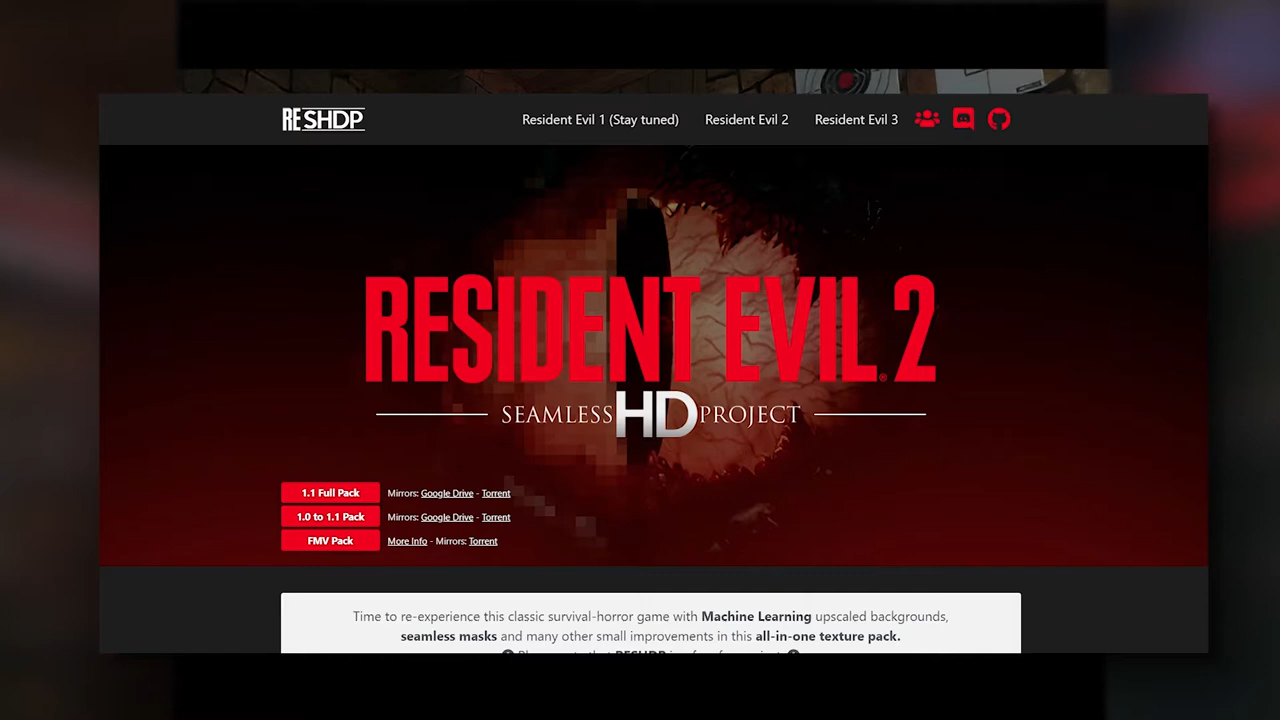 RESHDP
Resident Evil 1 (Stay tuned) Resident Evil 2 Resident Evil 3
RESIDENT EVIL® 2
SEAMLESS HD PROJECT
1.1 Full Pack Mirrors: Google Drive - Torrent
1.0 to 1.1 Pack Mirrors: Google Drive - Torrent
FMV Pack More Info - Mirrors: Torrent
Time to re-experience this classic survival-horror game with Machine Learning upscaled backgrounds,
seamless masks and many other small improvements in this all-in-one texture pack.